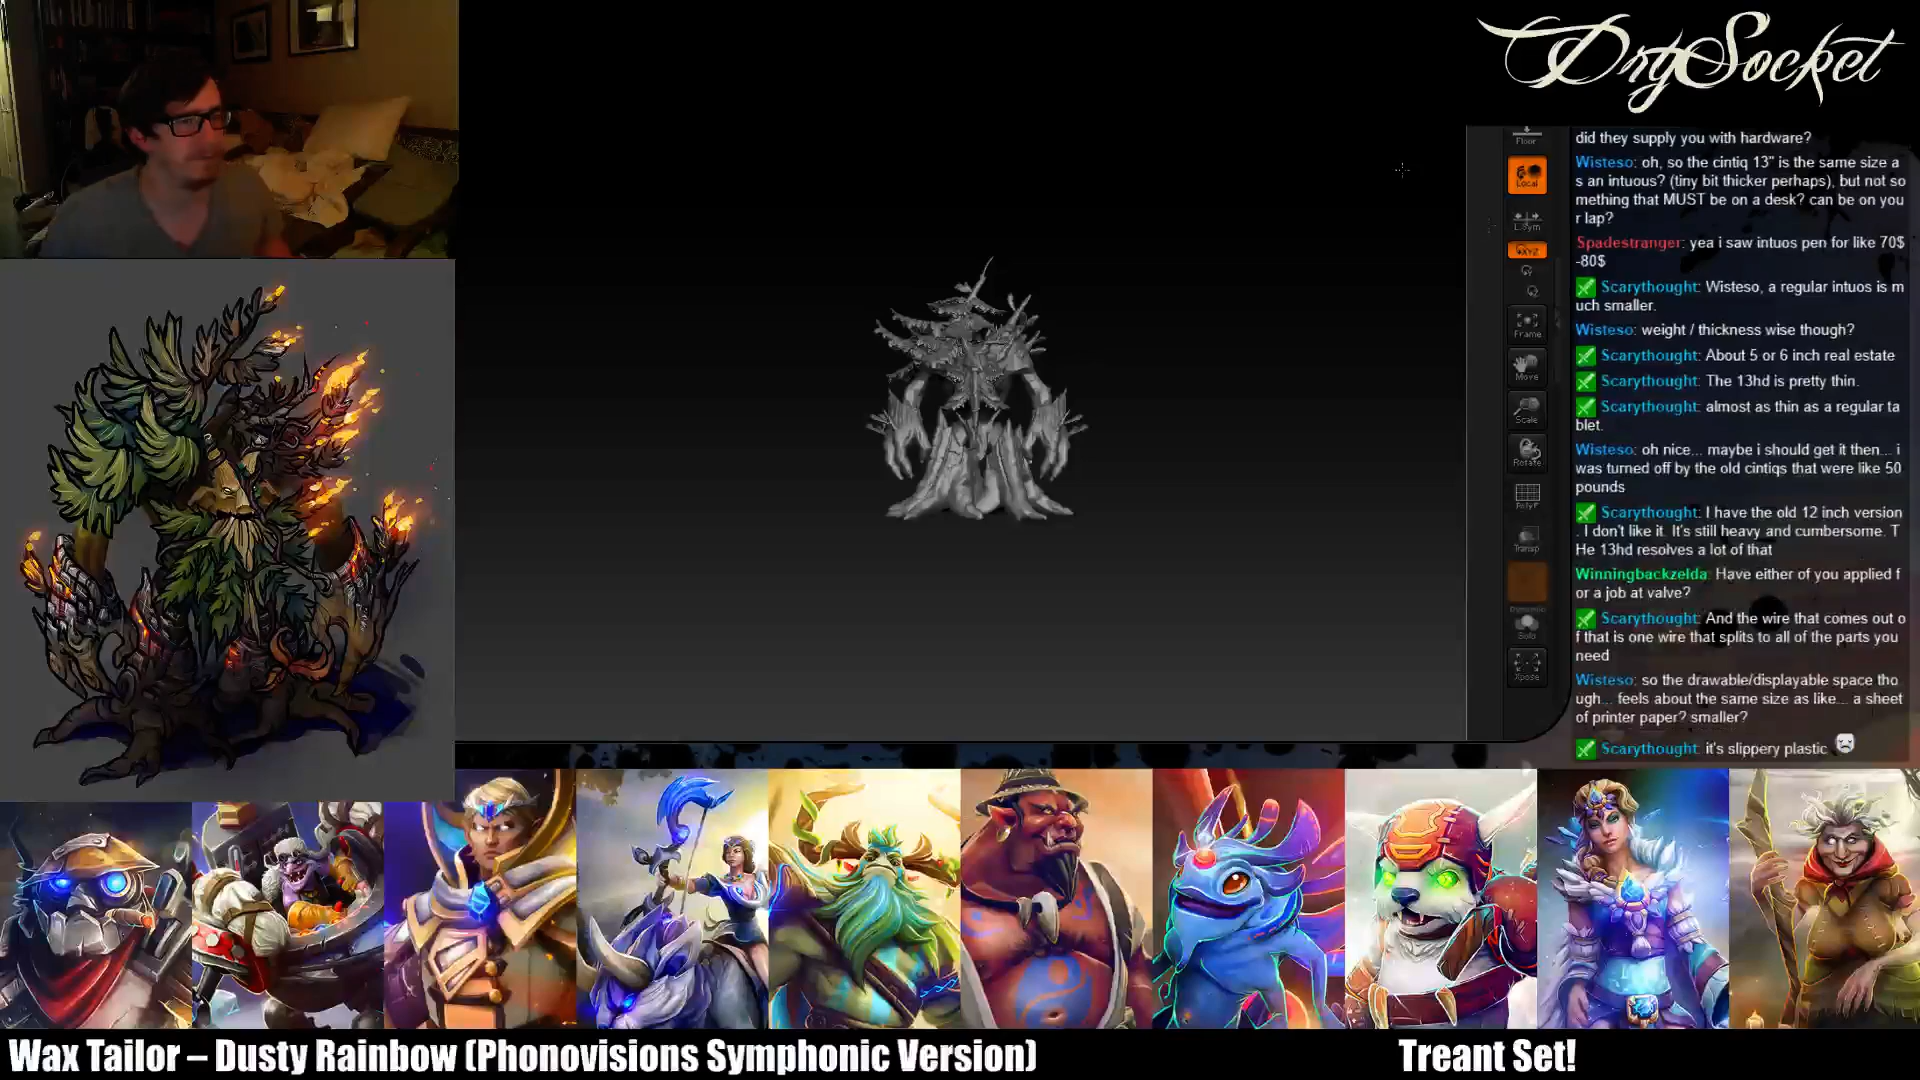 DrySocket
Floor
Local
L.Sym
XYZ
Frame
Move
Scale
Rotate
PolyF
Transp
Dynamic
Solo
Xpose
did they supply you with hardware?
Wisteso: oh, so the cintiq 13" is the same size a
s an intuous? (tiny bit thicker perhaps), but not so
mething that MUST be on a desk? can be on you
r lap?
Spadestranger: yea i saw intuos pen for like 70$
-80$
Scarythought: Wisteso, a regular intuos is m
uch smaller.
Wisteso: weight / thickness wise though?
Scarythought: About 5 or 6 inch real estate
Scarythought: The 13hd is pretty thin.
Scarythought: almost as thin as a regular ta
blet.
Wisteso: oh nice... maybe i should get it then... i
was turned off by the old cintiqs that were like 50
pounds
Scarythought: I have the old 12 inch version
. I don't like it. It's still heavy and cumbersome. T
He 13hd resolves a lot of that
Winningbackzelda: Have either of you applied f
or a job at valve?
Scarythought: And the wire that comes out o
f that is one wire that splits to all of the parts you
need
Wisteso: so the drawable/displayable space tho
ugh... feels about the same size as like... a sheet
of printer paper? smaller?
Scarythought: it's slippery plastic
Wax Tailor – Dusty Rainbow (Phonovisions Symphonic Version)
Treant Set!